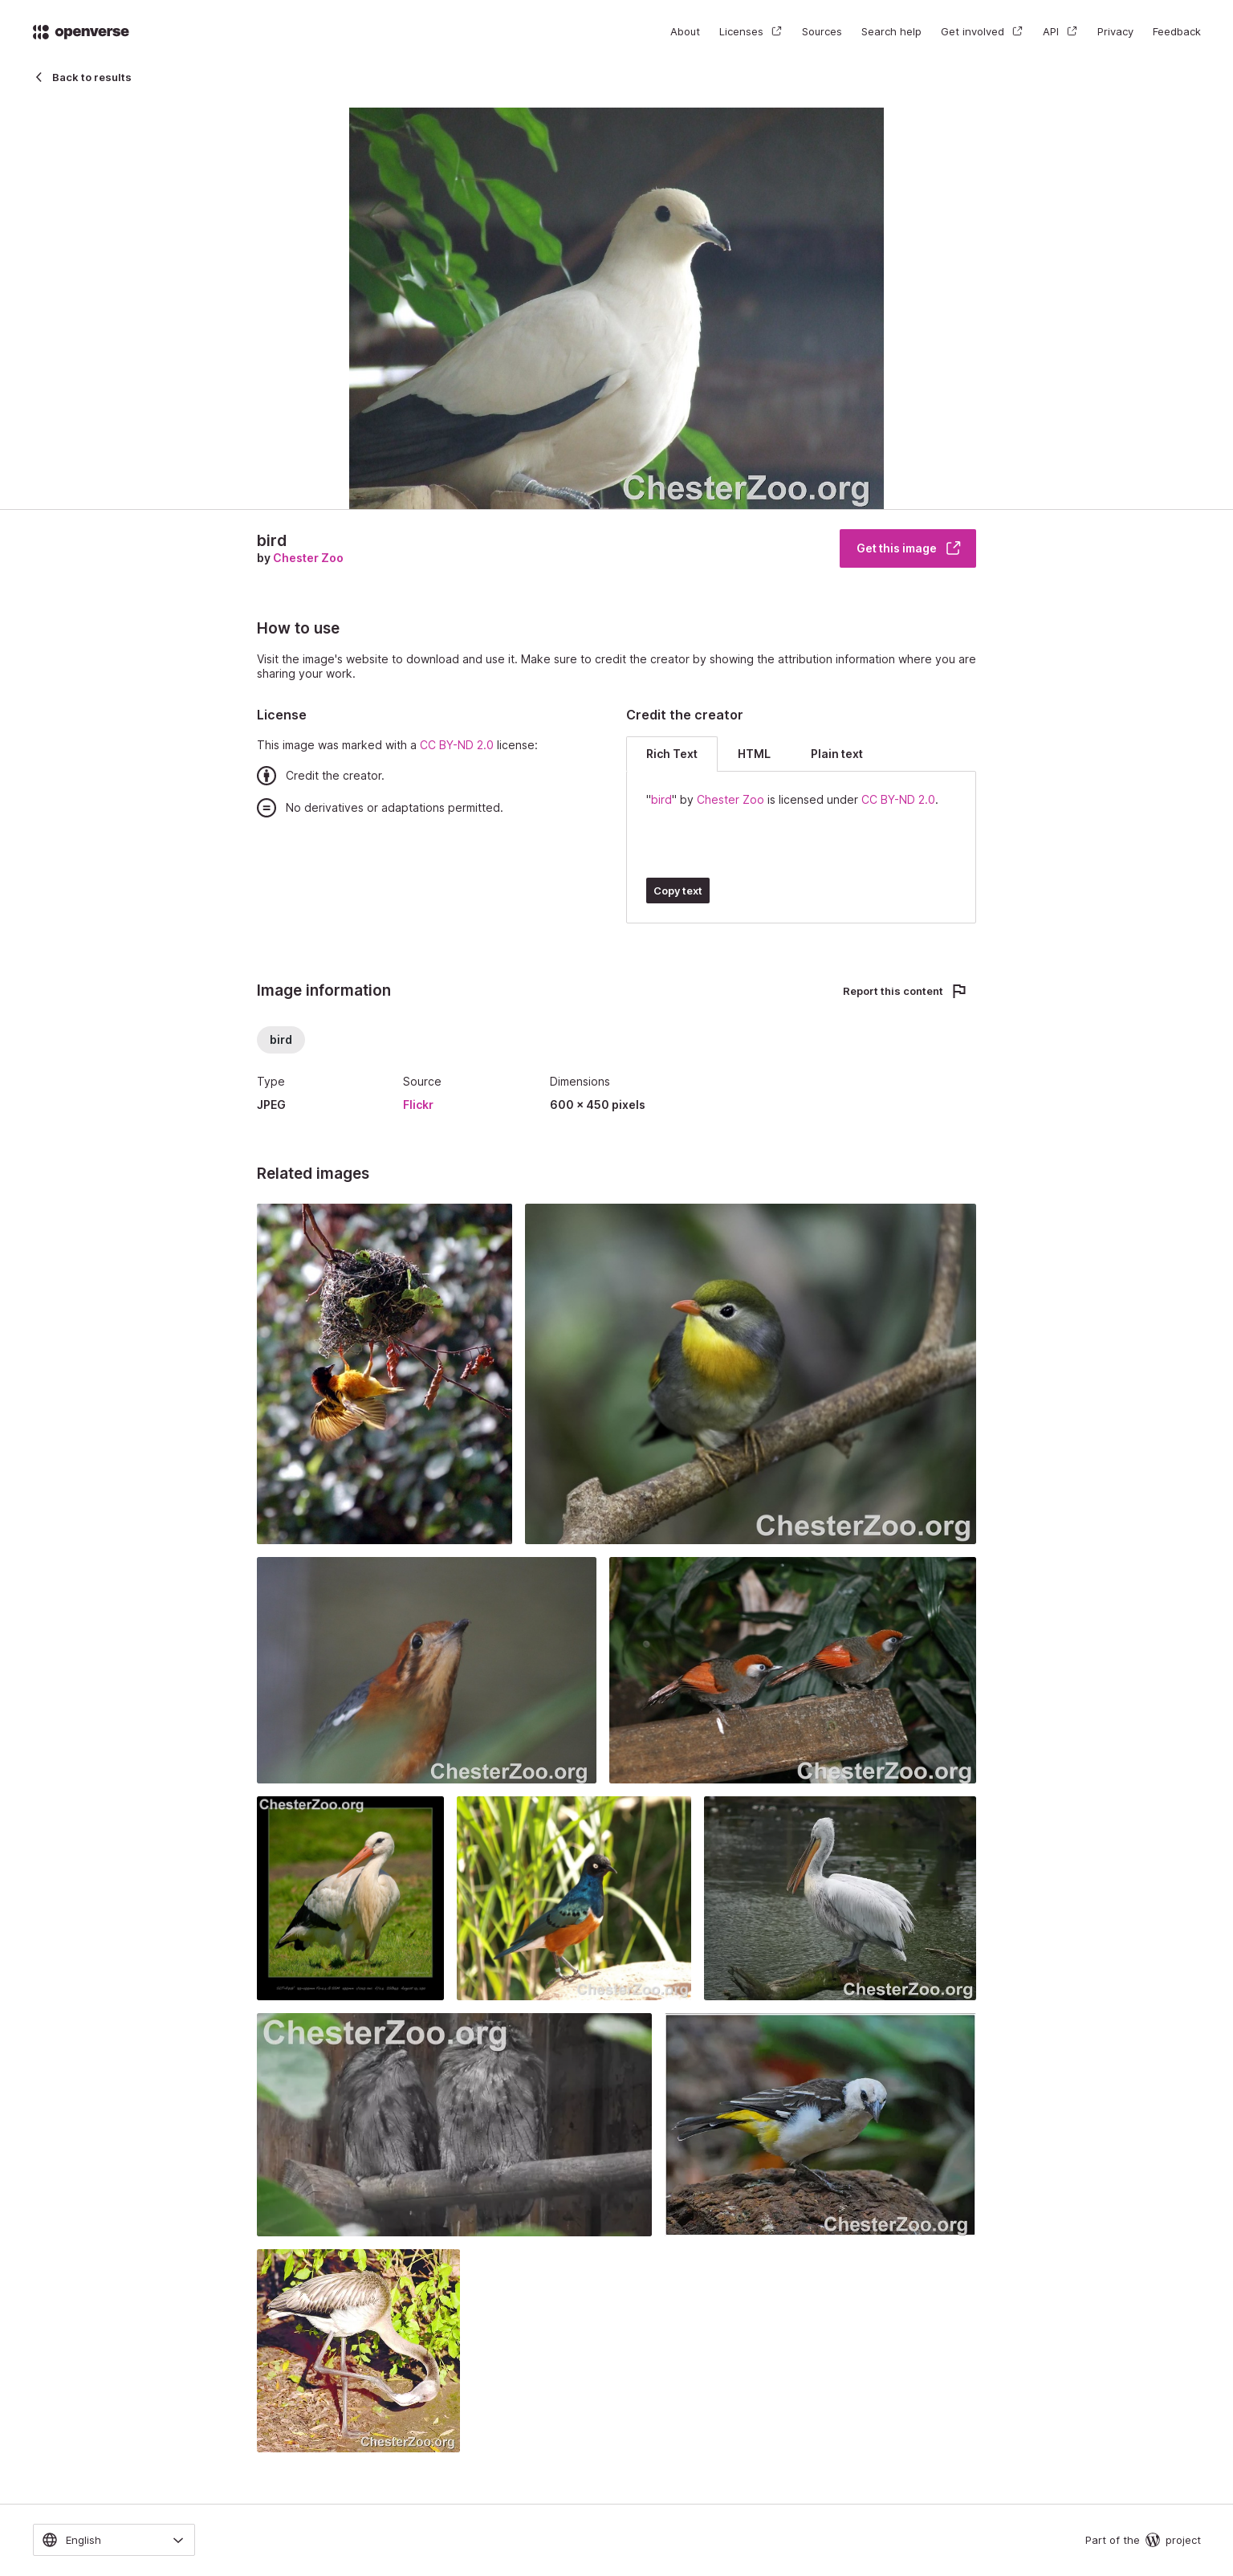 openverse
About
Licenses
Sources
Search help
Get involved
API
Privacy
Feedback
Back to results
ChesterZoo.org
bird
by Chester Zoo
Get this image
How to use
Visit the image's website to download and use it. Make sure to credit the creator by showing the attribution information where you are
sharing your work.
License
This image was marked with a CC BY-ND 2.0 license:
Credit the creator.
No derivatives or adaptations permitted.
Credit the creator
Rich Text
HTML
Plain text
"bird" by Chester Zoo is licensed under CC BY-ND 2.0.
Copy text
Image information
Report this content
bird
Type
JPEG
Source
Flickr
Dimensions
600 × 450 pixels
Related images
ChesterZoo.org
ChesterZoo.org
ChesterZoo.org
ChesterZoo.org
ChesterZoo.org
ChesterZoo.org
ChesterZoo.org
ChesterZoo.org
ChesterZoo.org
English
Part of the
project